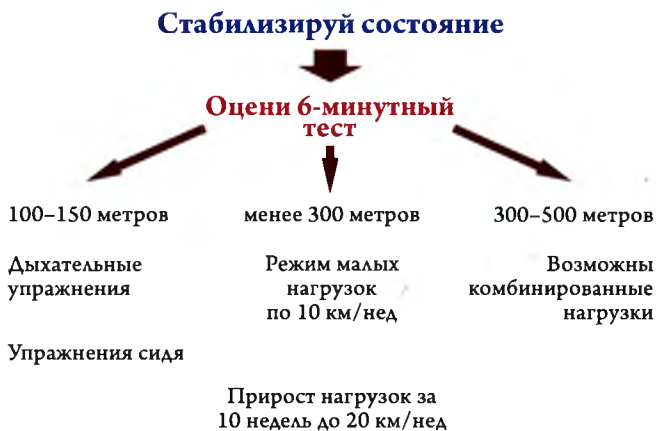 Стабилизируй состояние
Оцени 6-минутный
тест
100–150 метров
Дыхательные
упражнения
Упражнения сидя
менее 300 метров
Режим малых
нагрузок
по 10 км/нед
300–500 метров
Возможны
комбинированные
нагрузки
Прирост нагрузок за
10 недель до 20 км/нед